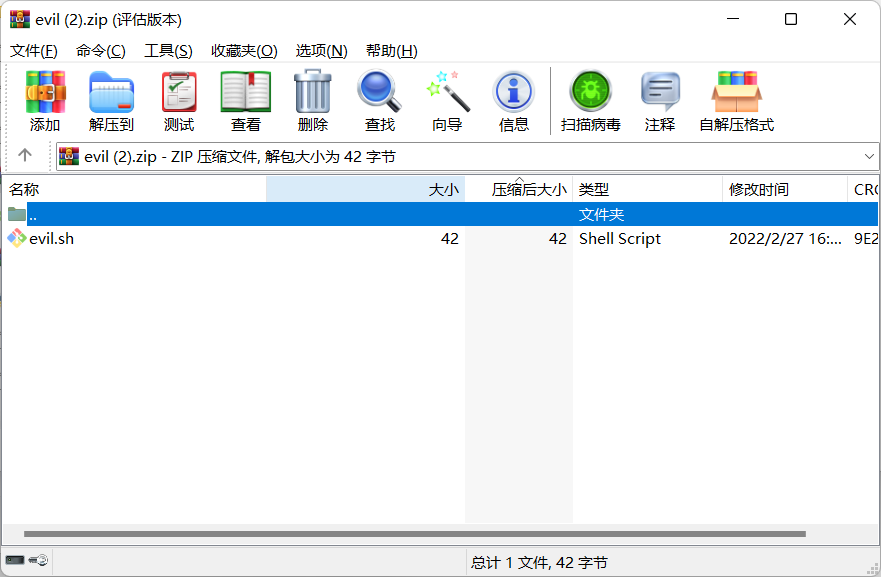 evil (2).zip (评估版本)
文件(F) 命令(C) 工具(S) 收藏夹(O) 选项(N) 帮助(H)
添加 解压到 测试 查看 删除 查找 向导 信息 扫描病毒 注释 自解压格式
evil (2).zip - ZIP 压缩文件, 解包大小为 42 字节
名称 大小 压缩后大小 类型 修改时间 CRC
.. 文件夹
evil.sh 42 42 Shell Script 2022/2/27 16:... 9E2
总计 1 文件, 42 字节